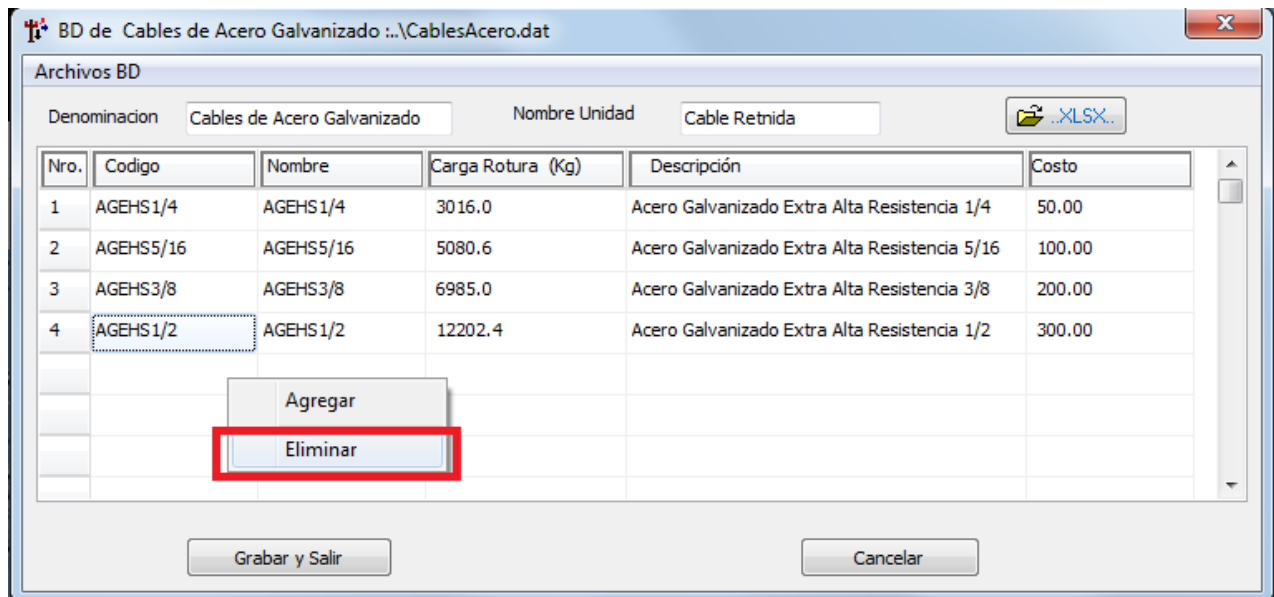 BD de Cables de Acero Galvanizado :..\CablesAcero.dat
Archivos BD
Denominacion Cables de Acero Galvanizado Nombre Unidad Cable Retnida ..XLSX..
Nro. Codigo Nombre Carga Rotura (Kg) Descripción Costo
1 AGEHS1/4 AGEHS1/4 3016.0 Acero Galvanizado Extra Alta Resistencia 1/4 50.00
2 AGEHS5/16 AGEHS5/16 5080.6 Acero Galvanizado Extra Alta Resistencia 5/16 100.00
3 AGEHS3/8 AGEHS3/8 6985.0 Acero Galvanizado Extra Alta Resistencia 3/8 200.00
4 AGEHS1/2 AGEHS1/2 12202.4 Acero Galvanizado Extra Alta Resistencia 1/2 300.00
Agregar
Eliminar
Grabar y Salir Cancelar